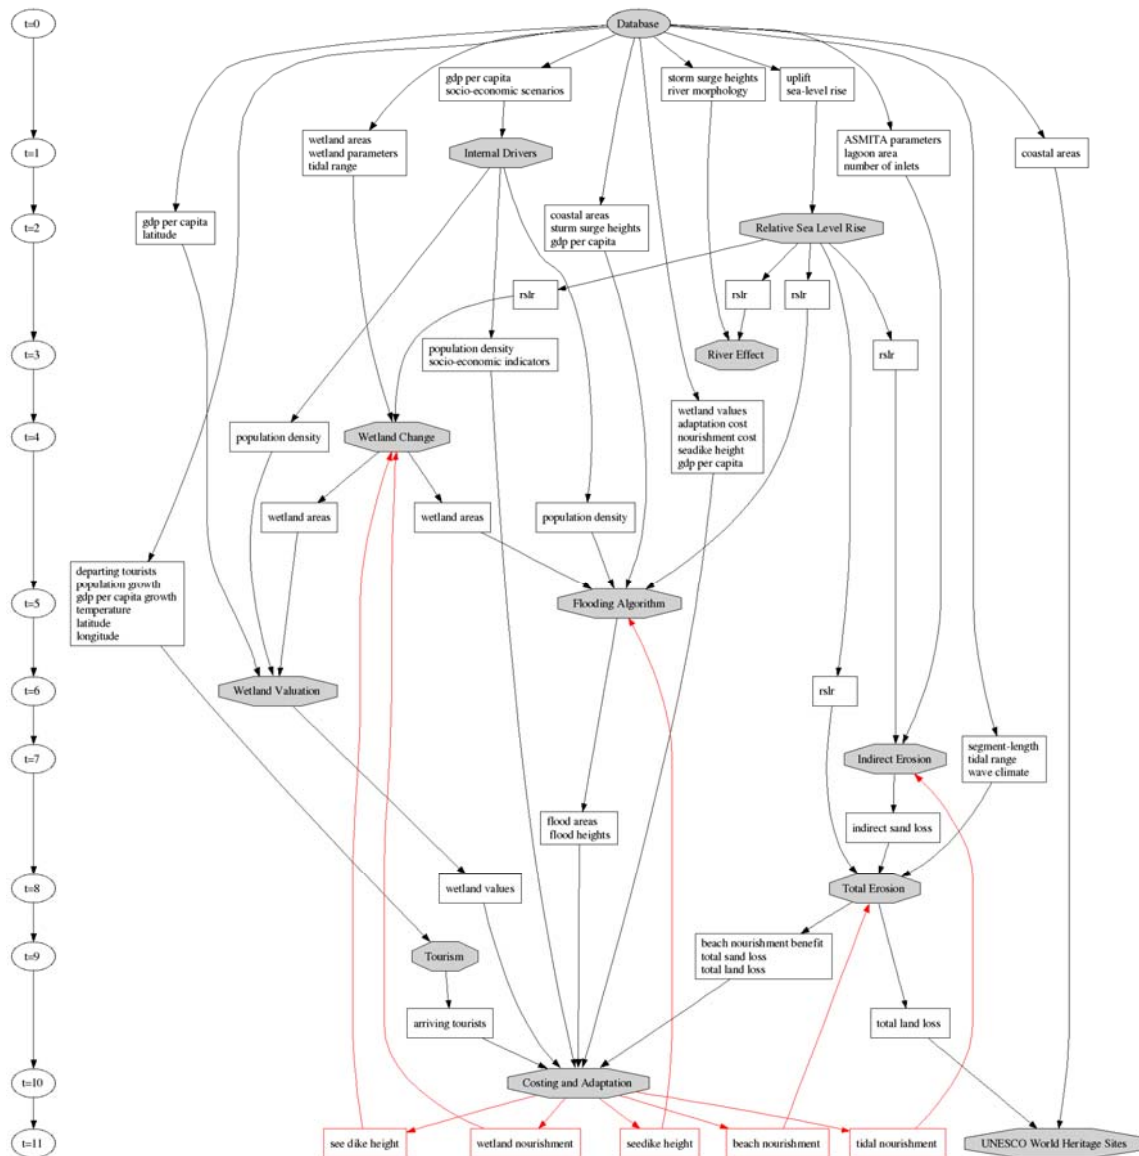 t=0
Database
gdp per capita
socio-economic scenarios
storm surge heights
river morphology
uplift
sea-level rise
t=1
wetland areas
wetland parameters
tidal range
Internal Drivers
ASMITA parameters
lagoon area
number of inlets
coastal areas
t=2
gdp per capita
latitude
coastal areas
sturm surge heights
gdp per capita
Relative Sea Level Rise
rslr
rslr
rslr
t=3
population density
socio-economic indicators
River Effect
rslr
t=4
population density
Wetland Change
wetland values
adaptation cost
nourishment cost
seadike height
gdp per capita
wetland areas
wetland areas
population density
t=5
departing tourists
population growth
gdp per capita growth
temperature
latitude
longitude
Flooding Algorithm
t=6
Wetland Valuation
rslr
t=7
Indirect Erosion
segment-length
tidal range
wave climate
flood areas
flood heights
indirect sand loss
t=8
wetland values
Total Erosion
t=9
Tourism
beach nourishment benefit
total sand loss
total land loss
arriving tourists
total land loss
t=10
Costing and Adaptation
t=11
see dike height
wetland nourishment
seedike height
beach nourishment
tidal nourishment
UNESCO World Heritage Sites